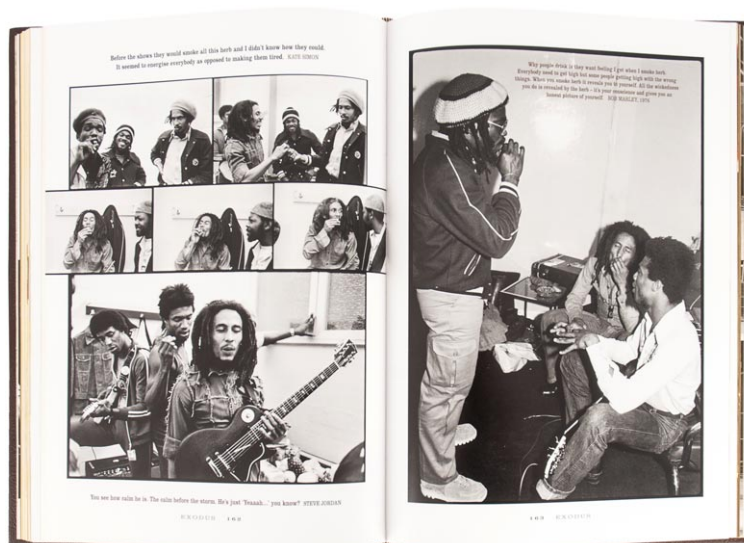 Before the shows they would smoke all this herb and I didn't know how they could.
It seemed to energise everybody as opposed to making them tired. KATE SIMON
You see how calm he is. The calm before the storm. He's just 'Yeaaah...' you know? STEVE JORDAN
EXODUS 162
Why people drink is they want feeling I get when I smoke herb.
Everybody need to get high but some people getting high with the wrong
things. When you smoke herb it reveals you to yourself. All the wickedness
you do is revealed by the herb – it's your conscience and gives you an
honest picture of yourself. BOB MARLEY, 1976
163 EXODUS